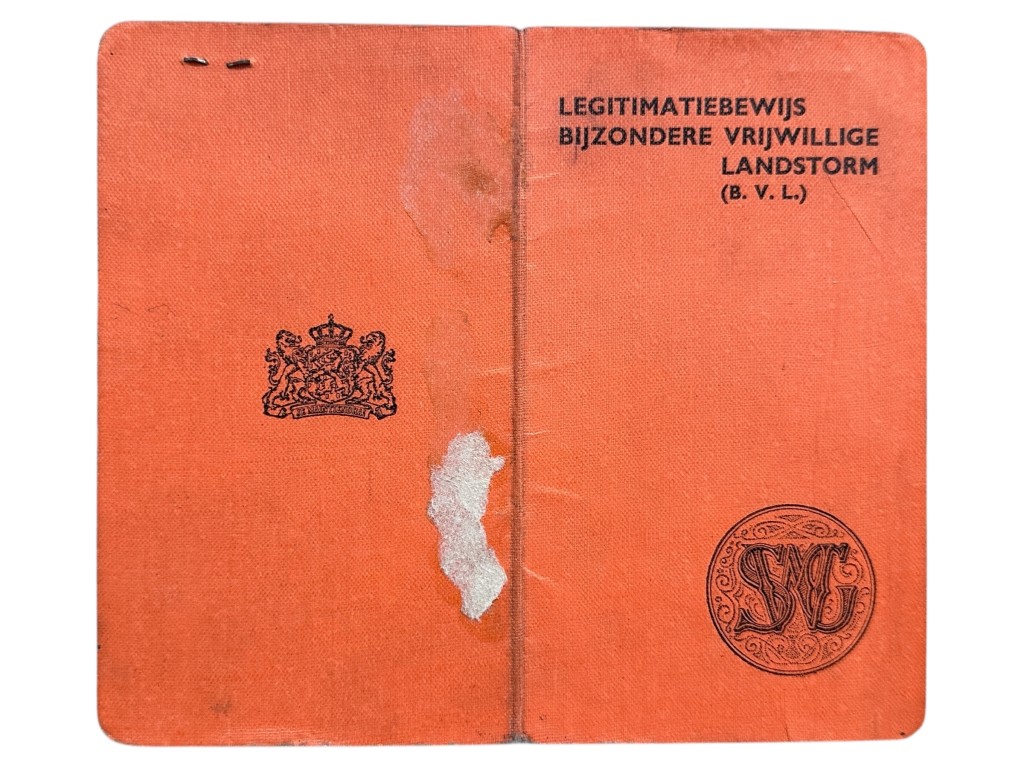 LEGITIMATIEBEWIJS
BIJZONDERE VRIJWILLIGE
LANDSTORM
(B. V. L.)